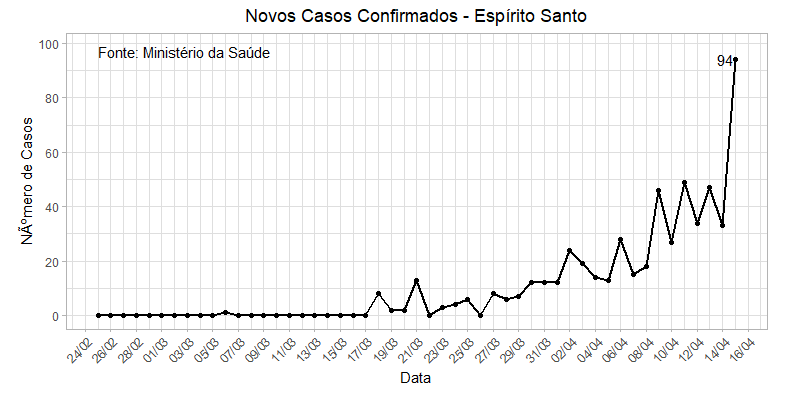 Novos Casos Confirmados - Espírito Santo
Fonte: Ministério da Saúde
94
100
80
60
40
20
0
NÃºmero de Casos
24/02 26/02 28/02 01/03 03/03 05/03 07/03 09/03 11/03 13/03 15/03 17/03 19/03 21/03 23/03 25/03 27/03 29/03 31/03 02/04 04/04 06/04 08/04 10/04 12/04 14/04 16/04
Data